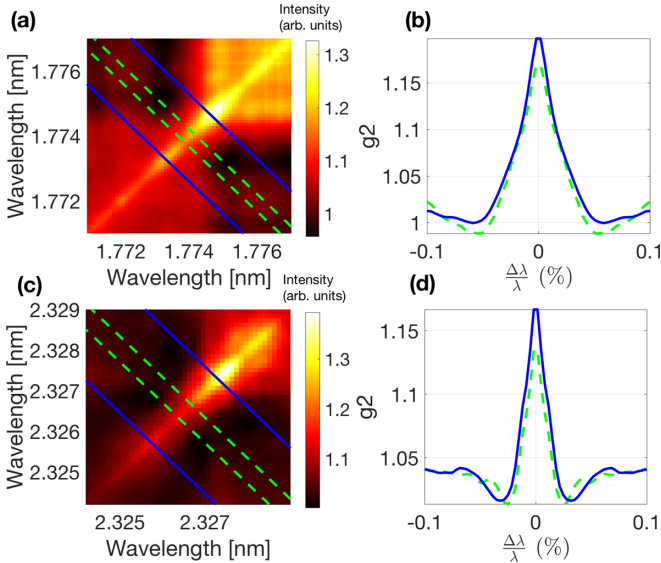 (a)
Intensity
(arb. units)
Wavelength [nm]
1.776
1.774
1.772
1.772 1.774 1.776
Wavelength [nm]
1.3
1.2
1.1
1
(b)
g2
1.15
1.1
1.05
1
-0.1 0 0.1
Δλ
λ (%)
(c)
Intensity
(arb. units)
Wavelength [nm]
2.329
2.328
2.327
2.326
2.325
2.325 2.327
Wavelength [nm]
1.3
1.2
1.1
(d)
g2
1.15
1.1
1.05
-0.1 0 0.1
Δλ
λ (%)